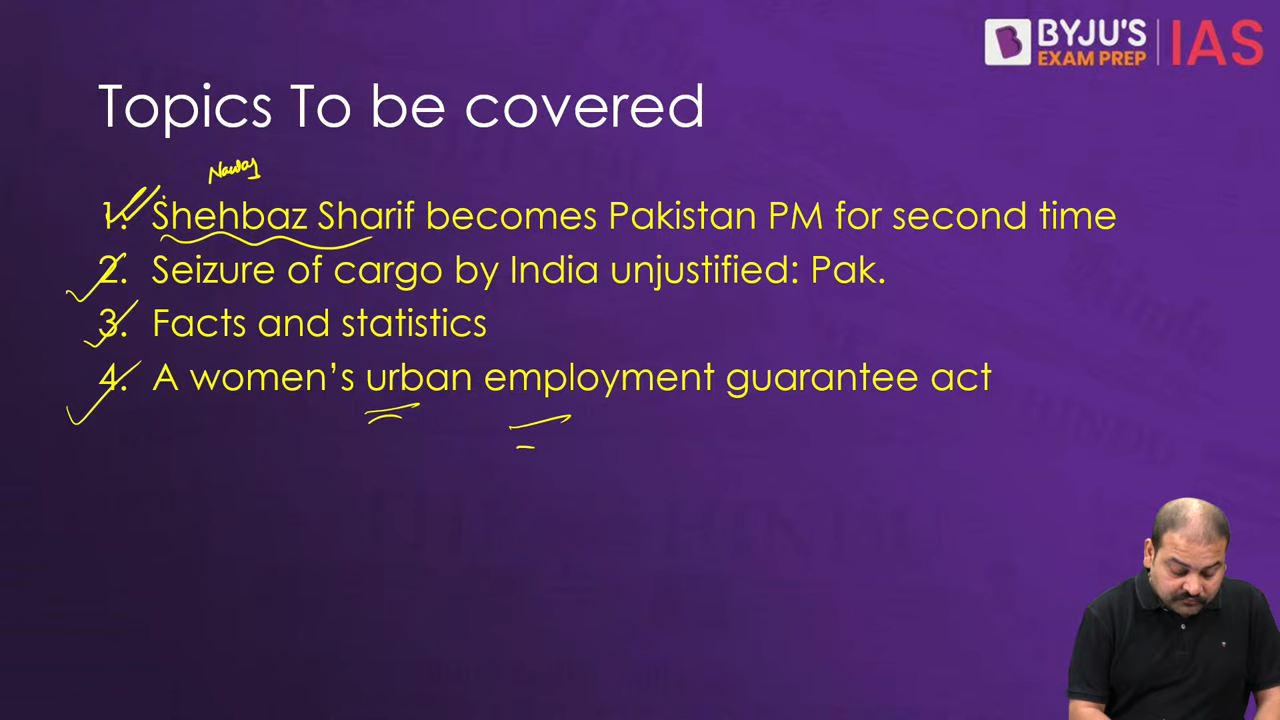 BYJU'S
EXAM PREP
IAS
Topics To be covered
Nawaz
1. Shehbaz Sharif becomes Pakistan PM for second time
2. Seizure of cargo by India unjustified: Pak.
3. Facts and statistics
4. A women's urban employment guarantee act